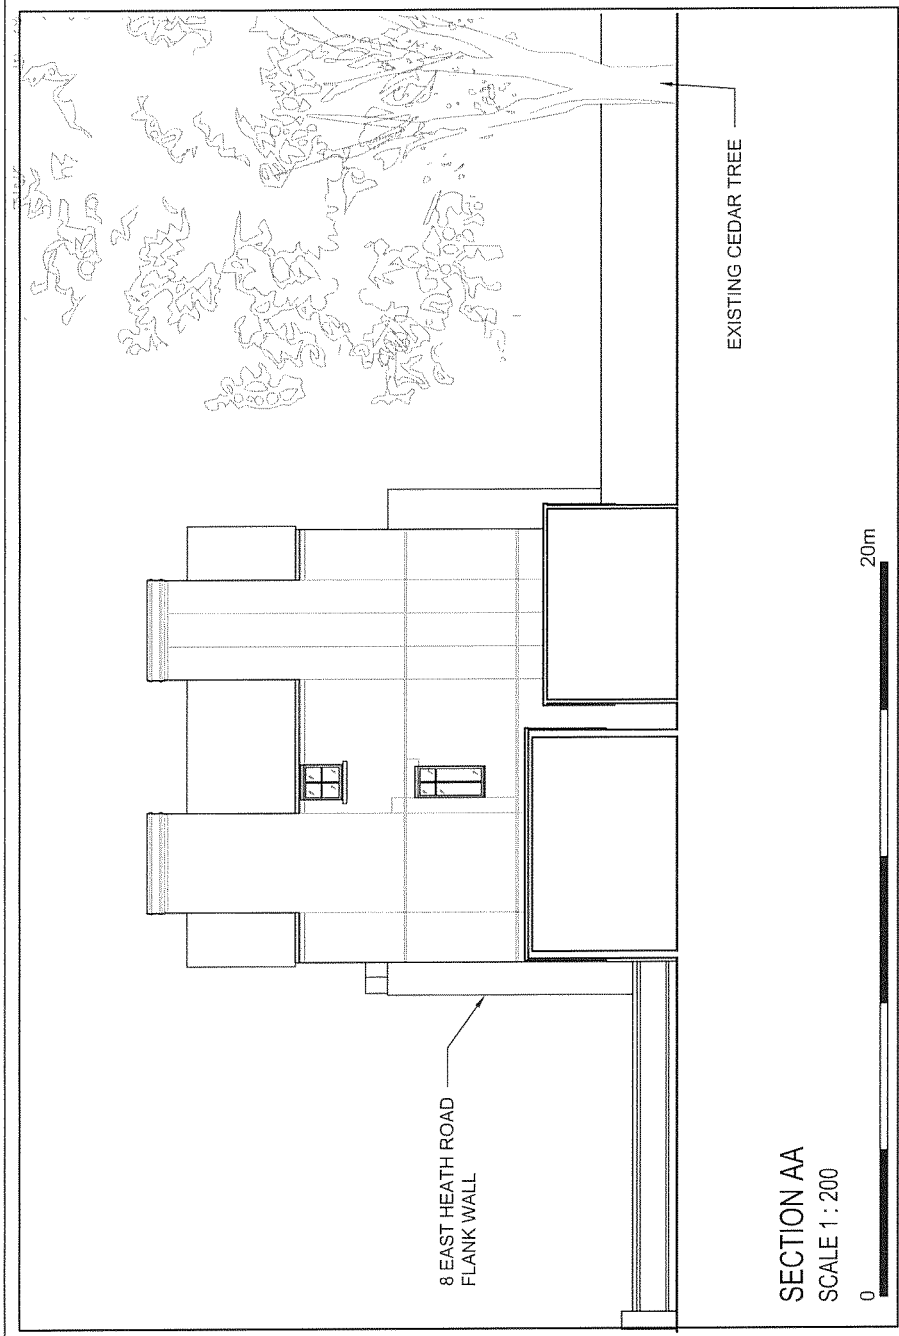 8 EAST HEATH ROAD
FLANK WALL
EXISTING CEDAR TREE
SECTION AA
SCALE 1 : 200
0
20m